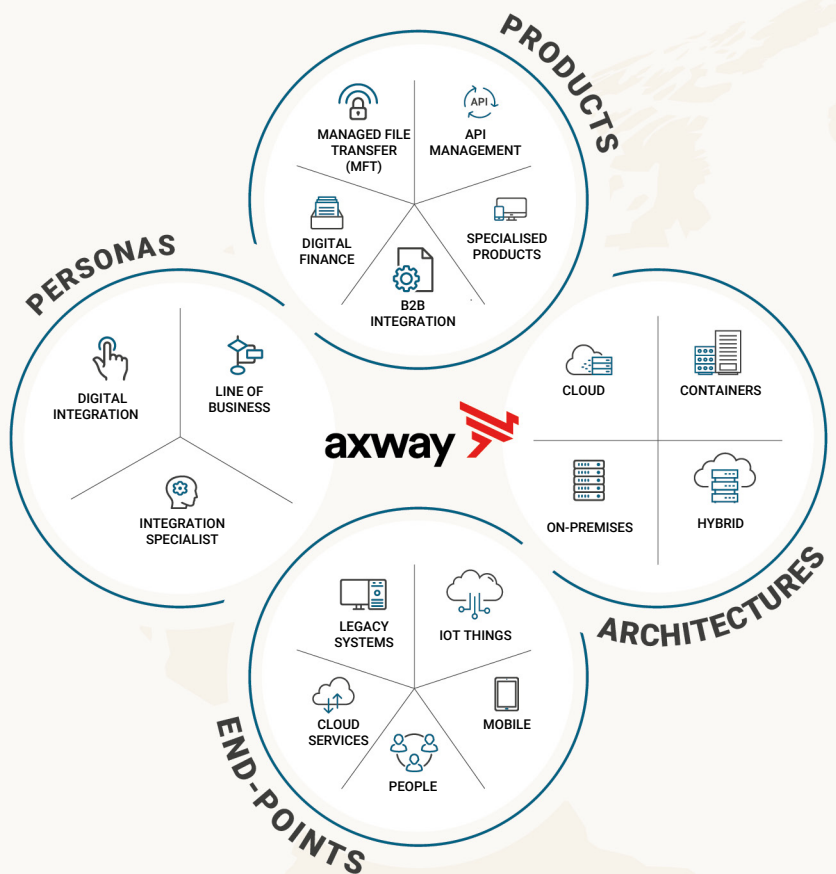 PRODUCTS
MANAGED FILE
TRANSFER
(MFT)
API
API
MANAGEMENT
DIGITAL
FINANCE
SPECIALISED
PRODUCTS
B2B
INTEGRATION
PERSONAS
DIGITAL
INTEGRATION
LINE OF
BUSINESS
INTEGRATION
SPECIALIST
axway
CLOUD
CONTAINERS
ON-PREMISES
HYBRID
ARCHITECTURES
LEGACY
SYSTEMS
IOT THINGS
CLOUD
SERVICES
MOBILE
PEOPLE
END-POINTS